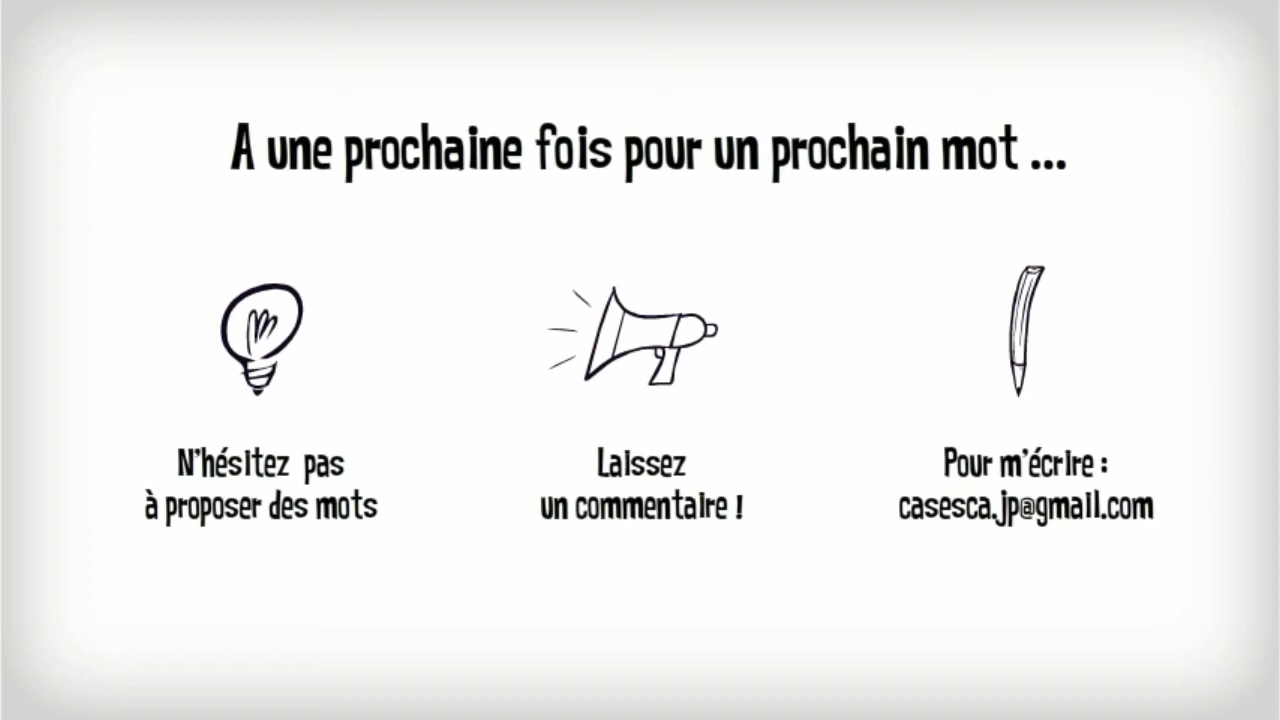 A une prochaine fois pour un prochain mot ...
N'hésitez pas
à proposer des mots
Laissez
un commentaire !
Pour m'écrire :
casesca.jp@gmail.com